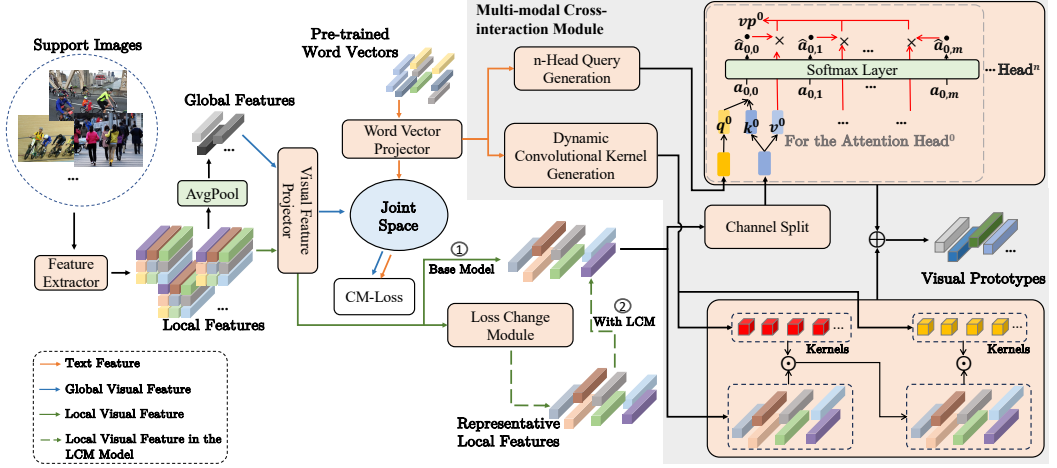 Support Images
...
Feature
Extractor
Global Features
...
AvgPool
...
Local Features
Visual Feature
Projector
Pre-trained
Word Vectors
Word Vector
Projector
Joint
Space
CM-Loss
① Base Model
Loss Change
Module
② With LCM
Representative
Local Features
Text Feature
Global Visual Feature
Local Visual Feature
Local Visual Feature in the
LCM Model
Multi-modal Cross-
interaction Module
n-Head Query
Generation
Dynamic
Convolutional Kernel
Generation
Channel Split
vp⁰
â₀,₀ × â₀,₁ × ... × â₀,ₘ
Softmax Layer
... Headⁿ
a₀,₀ a₀,₁ ... a₀,ₘ
q⁰ k⁰ v⁰
For the Attention Head⁰
Visual Prototypes
...
...
Kernels
...
Kernels